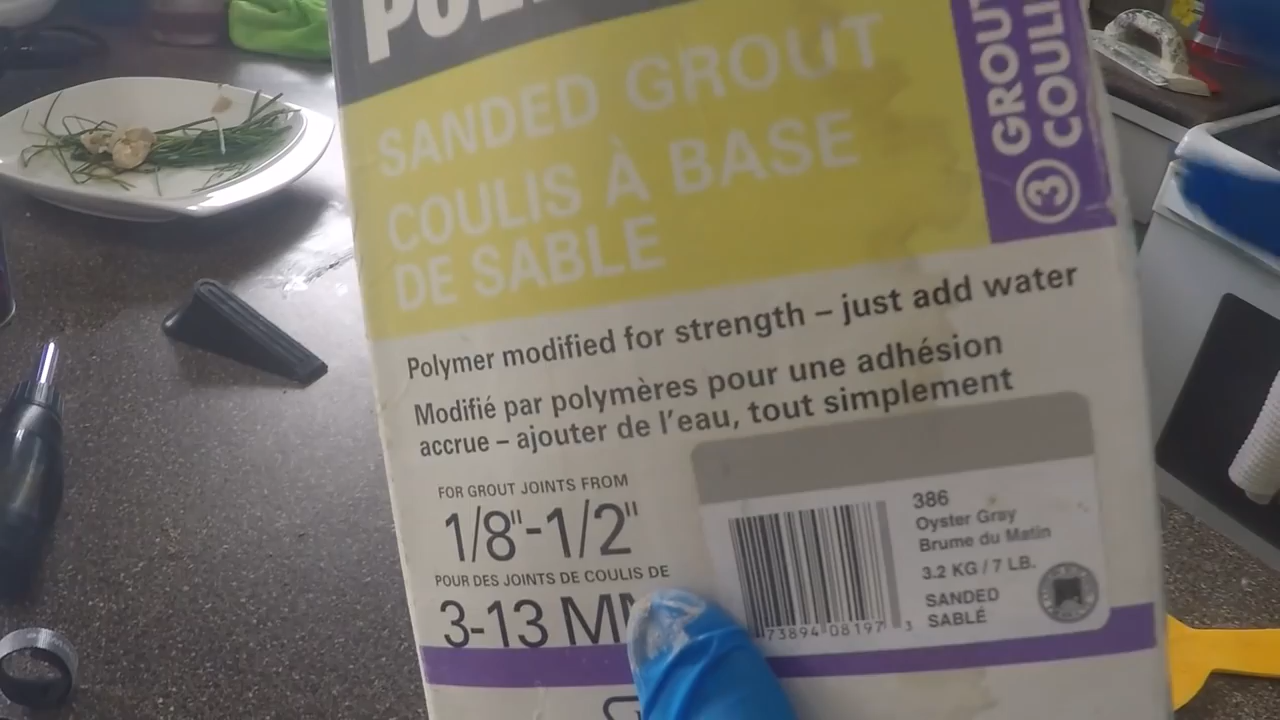 SANDED GROUT
COULIS À BASE
DE SABLE
③ GROUT
COULI
Polymer modified for strength – just add water
Modifié par polymères pour une adhésion
accrue – ajouter de l'eau, tout simplement
FOR GROUT JOINTS FROM
1/8"-1/2"
POUR DES JOINTS DE COULIS DE
3-13 MM
386
Oyster Gray
Brume du Matin
3.2 KG / 7 LB.
SANDED
SABLÉ
73894 08197 3